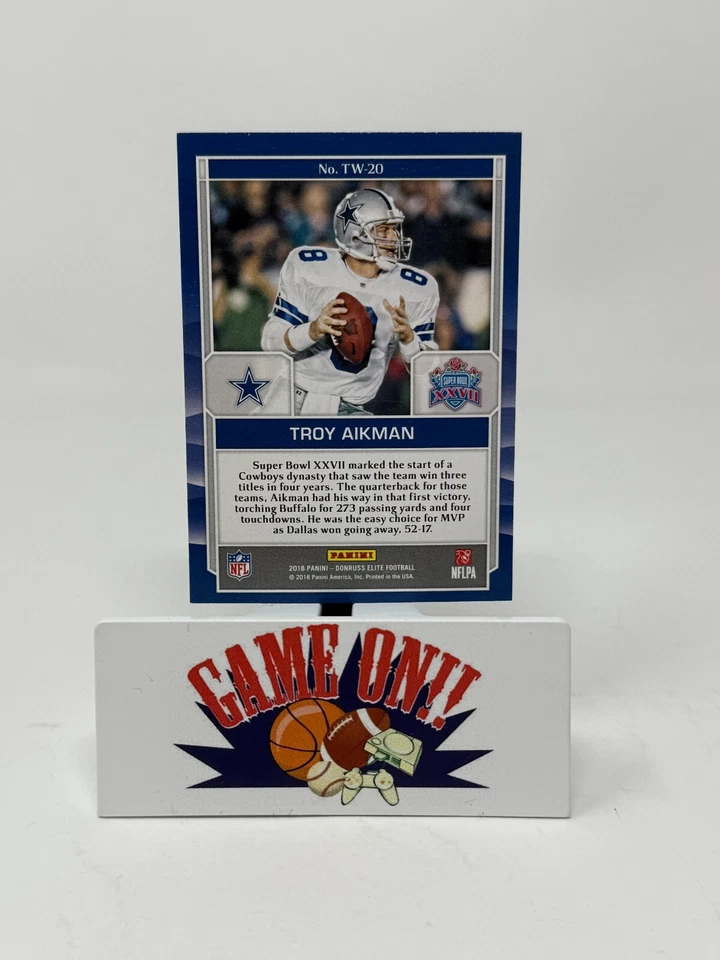 No. TW-20
8 8
8
SUPER BOWL
XXVII
TROY AIKMAN
Super Bowl XXVII marked the start of a
Cowboys dynasty that saw the team win three
titles in four years. The quarterback for those
teams, Aikman had his way in that first victory,
torching Buffalo for 273 passing yards and four
touchdowns. He was the easy choice for MVP
as Dallas won going away, 52-17.
PANINI
NFL
2018 PANINI – DONRUSS ELITE FOOTBALL
© 2018 Panini America, Inc. Printed in the USA.
NFLPA
GAME ON!!